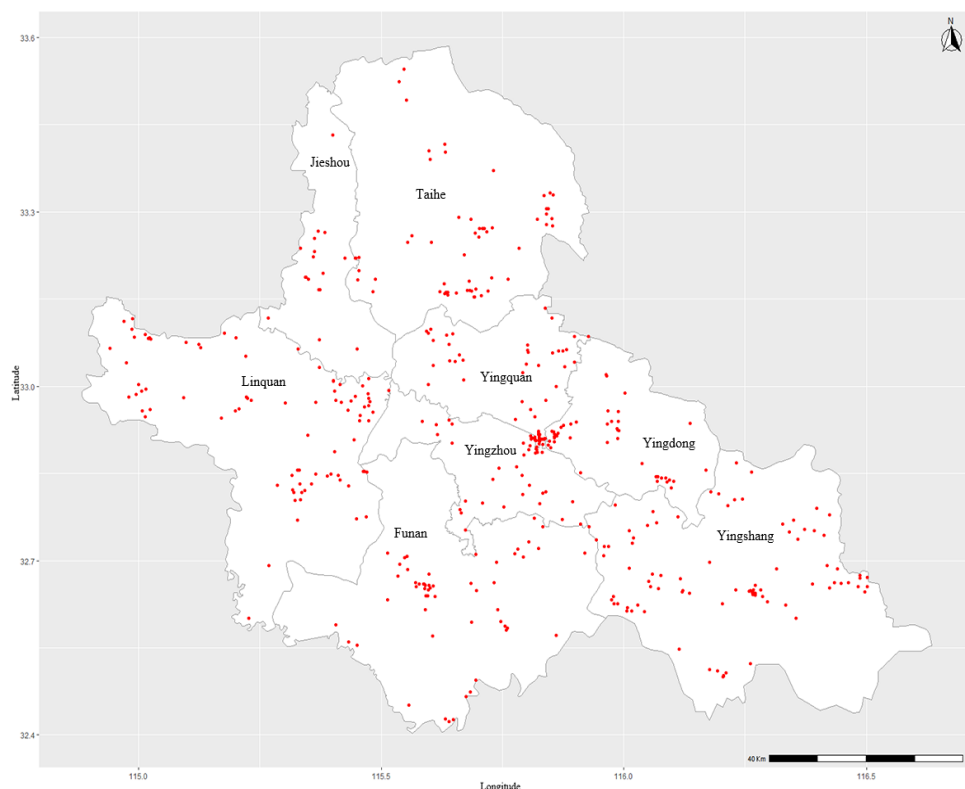 33.6
N
Jieshou
Taihe
33.3
Latitude
33.0
Linquan
Yingquan
Yingzhou
Yingdong
Funan
Yingshang
32.7
32.4
40 Km
115.0
115.5
116.0
116.5
Longitude